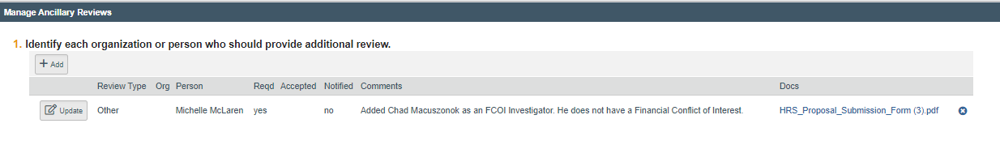 Manage Ancillary Reviews
1. Identify each organization or person who should provide additional review.
+ Add
Review Type Org Person Reqd Accepted Notified Comments Docs
Update Other Michelle McLaren yes no Added Chad Macuszonok as an FCOI Investigator. He does not have a Financial Conflict of Interest. HRS_Proposal_Submission_Form (3).pdf